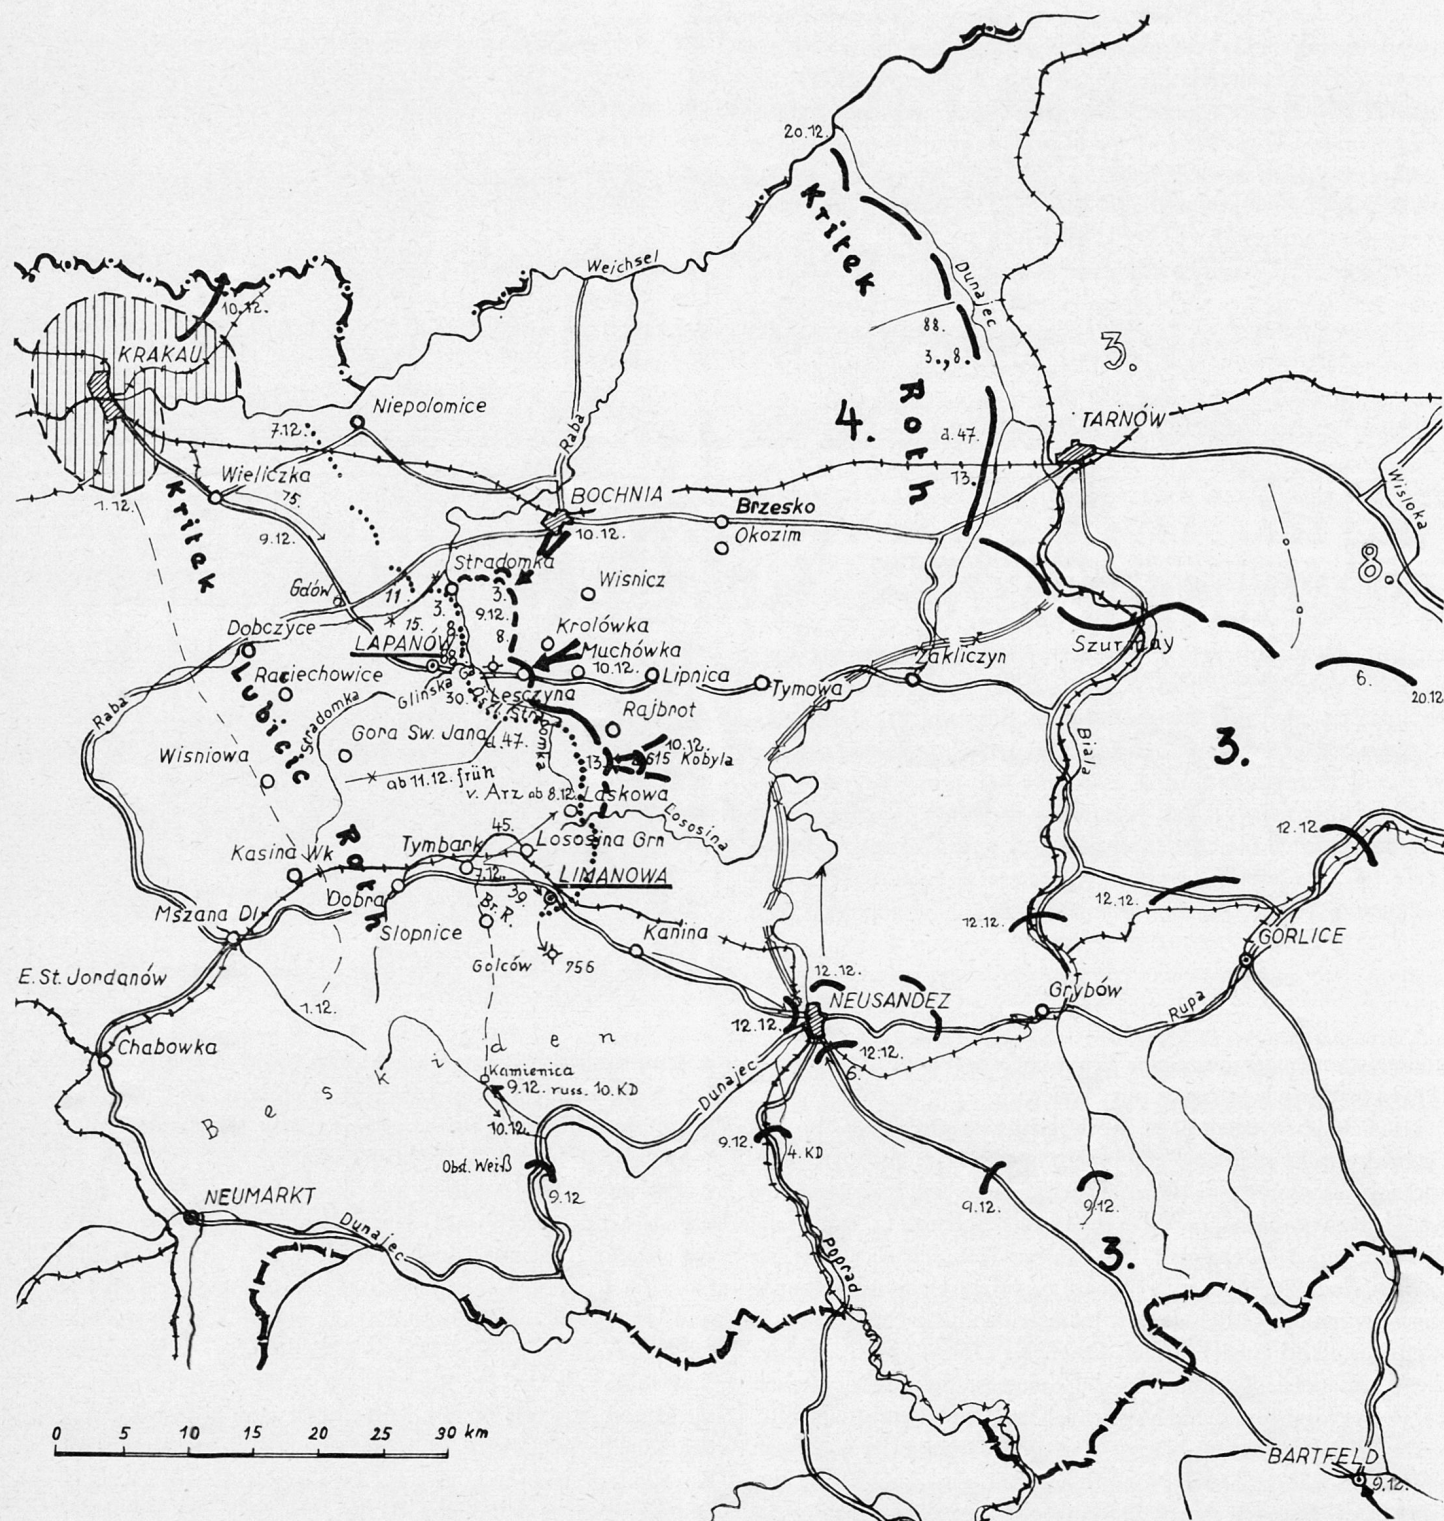 20.12.
Kritek
Weichsel
Dunajec
10.12.
KRAKAU
88.
3., 8.
3.
Niepolomice
7.12.
Raba
4.
Roth
d.47.
13.
TARNÓW
Wieliczka
75.
1.12.
Kritek
9.12.
BOCHNIA
10.12.
Brzesko
Okozim
Wisloka
8.
Stradomka
Gdów
11.
3.
3.
9.12.
Wisnicz
15.
8.
8.
88.
Dobczyce
LAPANÓW
Królówka
Muchówka
10.12.
Lipnica
Tymowa
Zakliczyn
Szurazay
6.
20.12
Raciechowice
Lubicic
Glińska G.
30.
Lesczyna
Raba
Stradomka
Gora Sw. Jana
d.47.
Stradomka
Rajbrot
10.12.
13.
615 Kobyla
Wisniowa
ab 11.12. früh
v. Arz ab 8.12.
Laskowa
Biala
3.
Lososina
Roth
Kasina Wk
Tymbark
45.
Lososina Grn
12.12.
7.12.
39.
LIMANOWA
Dobra
Br. R.
Mszana Dl
Slopnice
Kanina
12.12.
12.12.
GORLICE
E. St. Jordanów
Golców
756
1.12.
12.12.
NEUSANDEZ
Grybów
Rupa
12.12.
Chabowka
Beskiden
Kamienica
9.12. russ. 10. KD
10.12.
Dunajec
12.12.
6.
Obst. Weiß
9.12
9.12.
4. KD
9.12.
9.12.
NEUMARKT
Dunajec
Poprad
3.
0 5 10 15 20 25 30 km
BARTFELD
9.12.